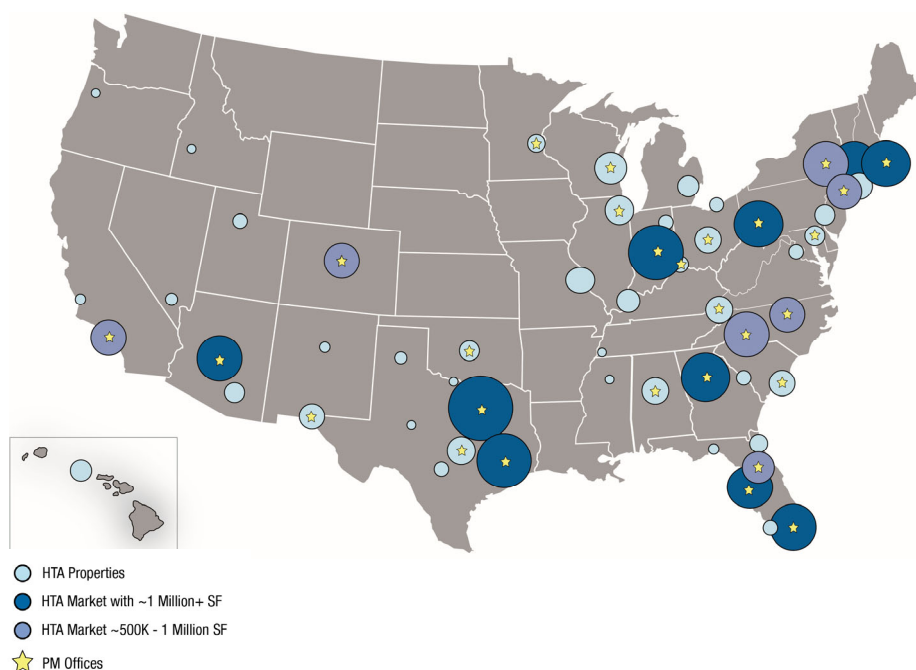 HTA Properties
HTA Market with ~1 Million+ SF
HTA Market ~500K - 1 Million SF
PM Offices